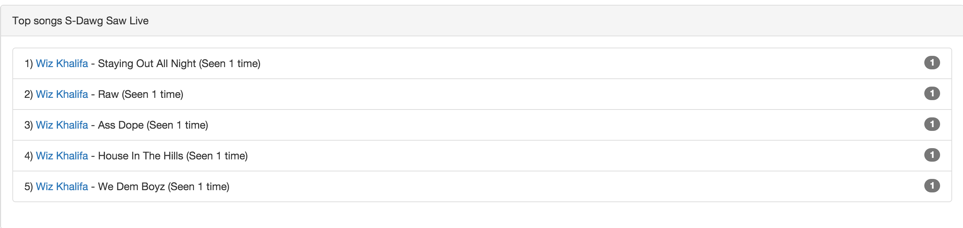 Top songs S-Dawg Saw Live
1) Wiz Khalifa - Staying Out All Night (Seen 1 time) 1
2) Wiz Khalifa - Raw (Seen 1 time) 1
3) Wiz Khalifa - Ass Dope (Seen 1 time) 1
4) Wiz Khalifa - House In The Hills (Seen 1 time) 1
5) Wiz Khalifa - We Dem Boyz (Seen 1 time) 1